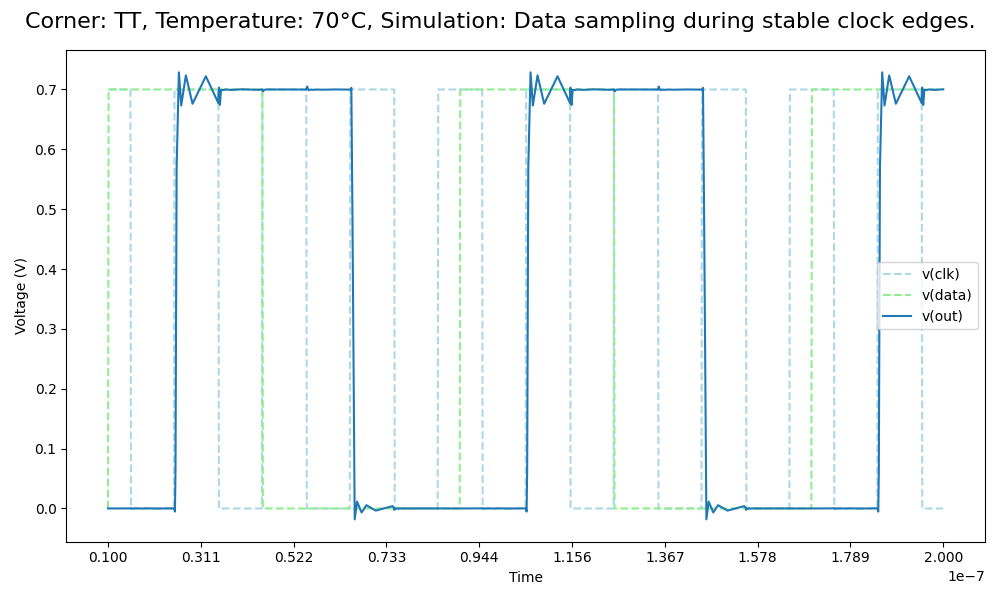 Corner: TT, Temperature: 70°C, Simulation: Data sampling during stable clock edges.
0.7
0.6
0.5
0.4
0.3
0.2
0.1
0.0
Voltage (V)
v(clk)
v(data)
v(out)
0.100 0.311 0.522 0.733 0.944 1.156 1.367 1.578 1.789 2.000
1e−7
Time